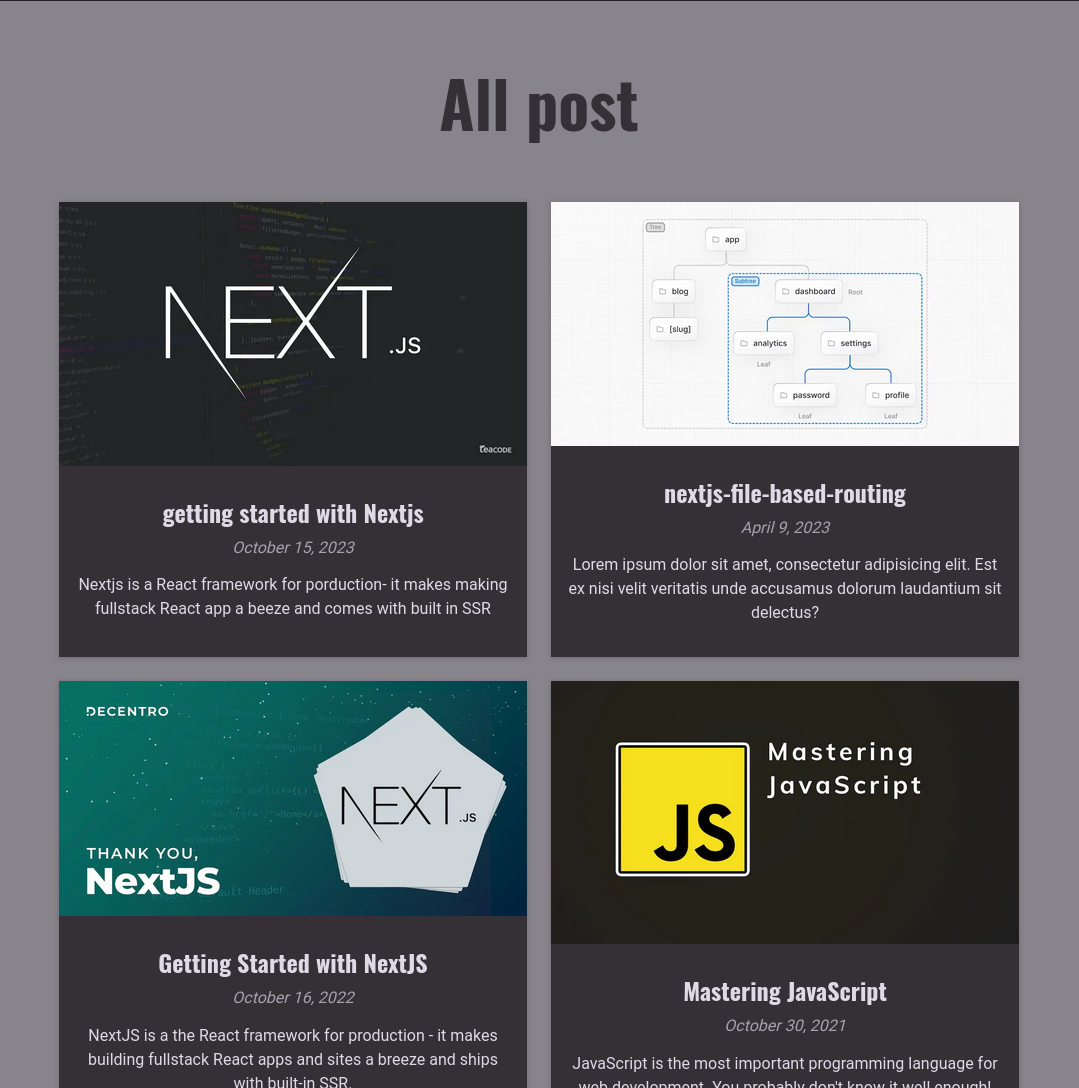 All post
NEXT.JS
TEACODE
getting started with Nextjs
October 15, 2023
Nextjs is a React framework for porduction- it makes making
fullstack React app a beeze and comes with built in SSR
Tree
app
Subtree
blog
dashboard
Root
[slug]
analytics
settings
Leaf
password
profile
Leaf
Leaf
nextjs-file-based-routing
April 9, 2023
Lorem ipsum dolor sit amet, consectetur adipisicing elit. Est
ex nisi velit veritatis unde accusamus dolorum laudantium sit
delectus?
DECENTRO
NEXT.JS
THANK YOU,
NextJS
Getting Started with NextJS
October 16, 2022
NextJS is a the React framework for production - it makes
building fullstack React apps and sites a breeze and ships
with built-in SSR.
Mastering
JavaScript
JS
Mastering JavaScript
October 30, 2021
JavaScript is the most important programming language for
web development. You probably don't know it well enough!